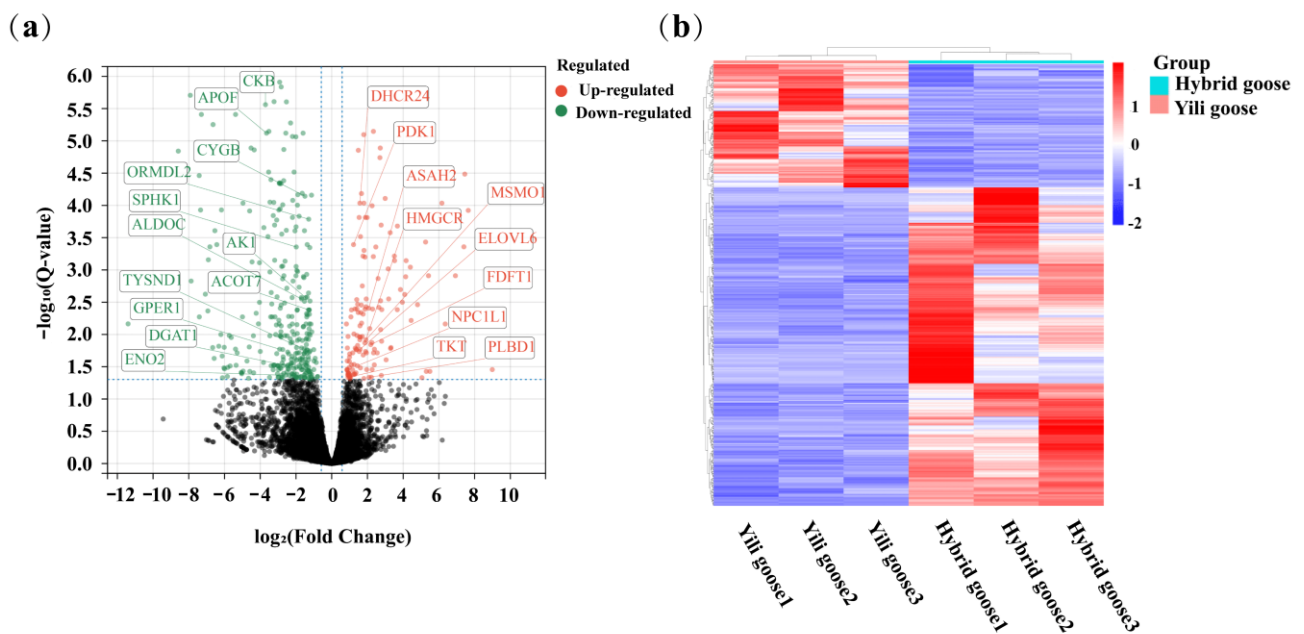 (a)
6.0
5.5
5.0
4.5
4.0
3.5
3.0
2.5
2.0
1.5
1.0
0.5
0.0
−log₁₀(Q-value)
CKB
APOF
CYGB
ORMDL2
SPHK1
ALDOC
AK1
TYSND1
ACOT7
GPER1
DGAT1
ENO2
DHCR24
PDK1
ASAH2
MSMO1
HMGCR
ELOVL6
FDFT1
NPC1L1
TKT
PLBD1
−12 −10 −8 −6 −4 −2 0 2 4 6 8 10
log₂(Fold Change)
Regulated
Up-regulated
Down-regulated
(b)
Group
Hybrid goose
Yili goose
1
0
-1
-2
Yili goose1
Yili goose2
Yili goose3
Hybrid goose1
Hybrid goose2
Hybrid goose3